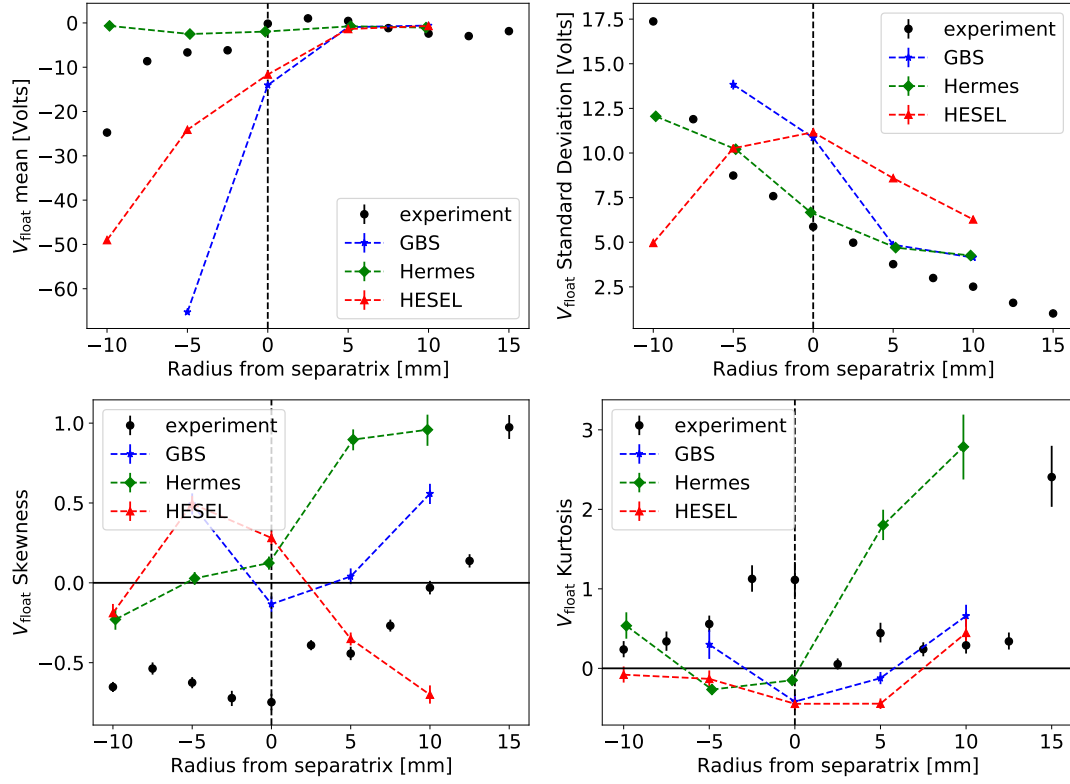 V_float mean [Volts]
0
−10
−20
−30
−40
−50
−60
experiment
GBS
Hermes
HESEL
−10 −5 0 5 10 15
Radius from separatrix [mm]
V_float Standard Deviation [Volts]
17.5
15.0
12.5
10.0
7.5
5.0
2.5
experiment
GBS
Hermes
HESEL
−10 −5 0 5 10 15
Radius from separatrix [mm]
V_float Skewness
1.0
0.5
0.0
−0.5
experiment
GBS
Hermes
HESEL
−10 −5 0 5 10 15
Radius from separatrix [mm]
V_float Kurtosis
3
2
1
0
experiment
GBS
Hermes
HESEL
−10 −5 0 5 10 15
Radius from separatrix [mm]